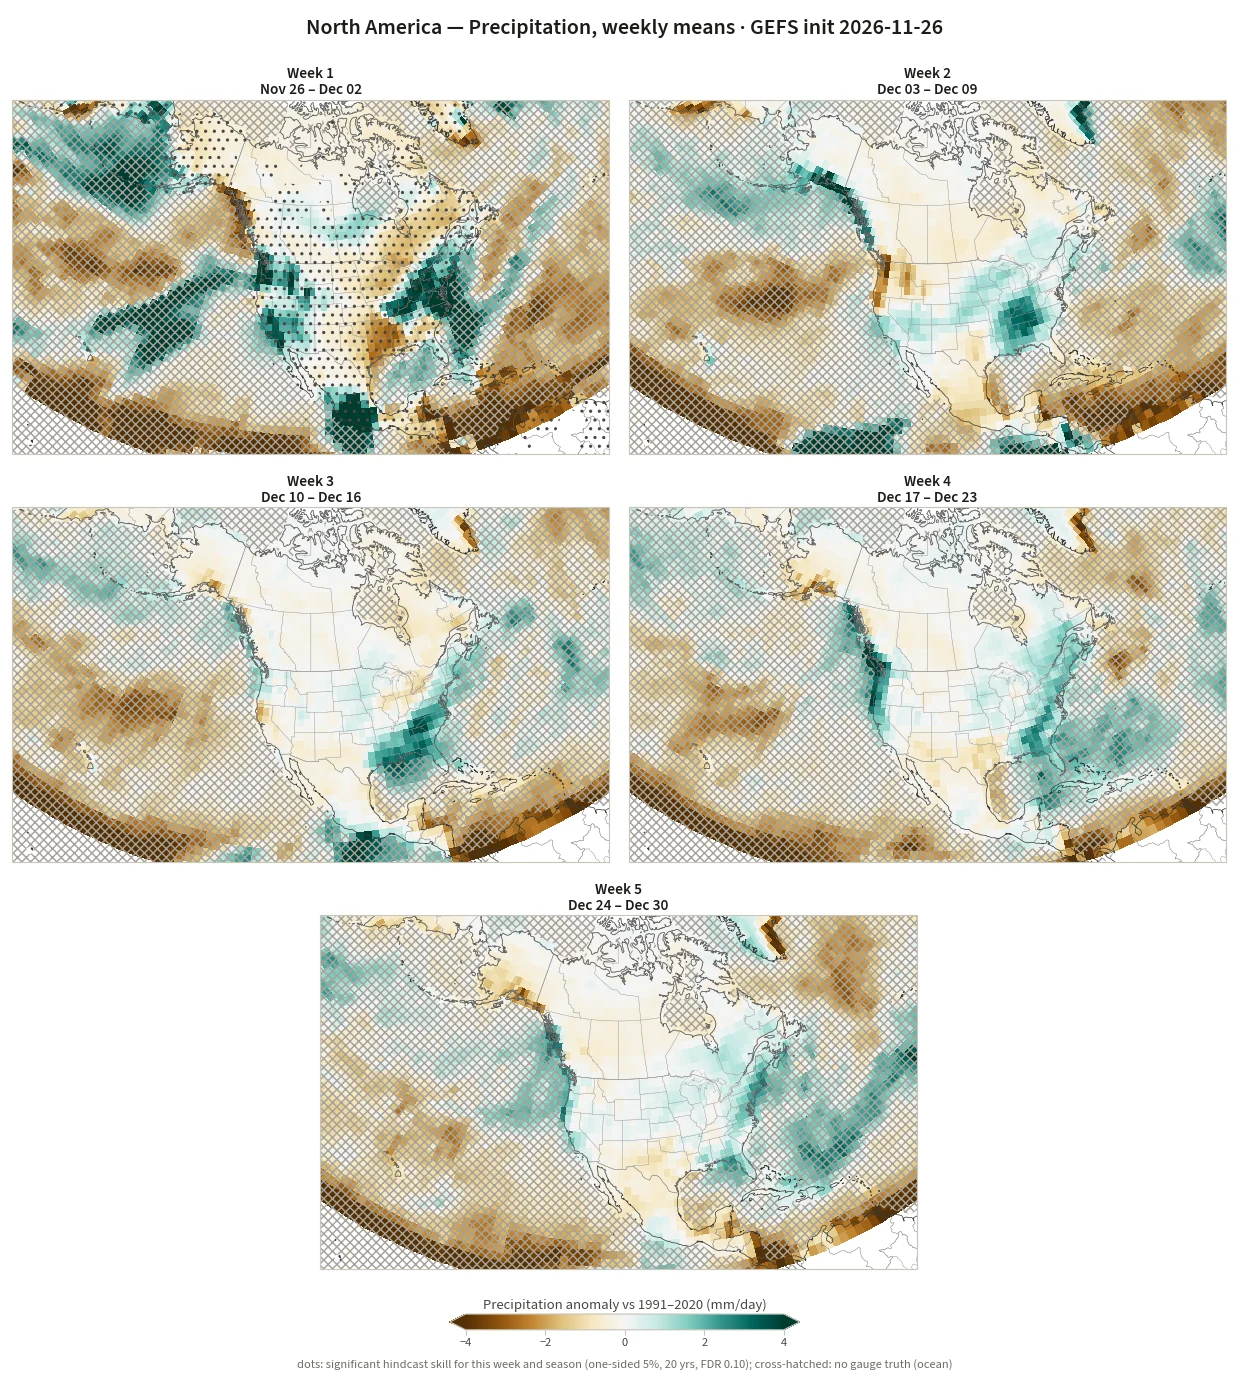 North America — Precipitation, weekly means · GEFS init 2026-11-26
Week 1
Nov 26 – Dec 02
Week 2
Dec 03 – Dec 09
Week 3
Dec 10 – Dec 16
Week 4
Dec 17 – Dec 23
Week 5
Dec 24 – Dec 30
Precipitation anomaly vs 1991–2020 (mm/day)
−4 −2 0 2 4
dots: significant hindcast skill for this week and season (one-sided 5%, 20 yrs, FDR 0.10); cross-hatched: no gauge truth (ocean)